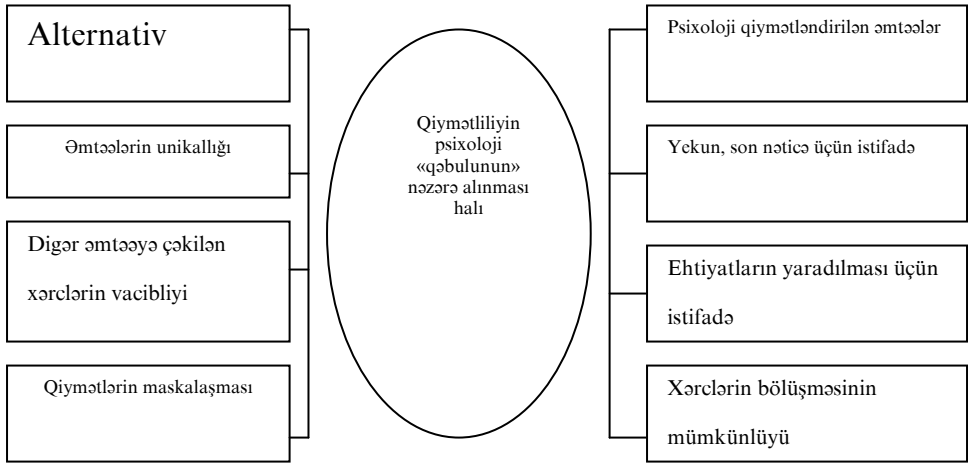 Alternativ
Əmtəələrin unikallığı
Digər əmtəəyə çəkilən
xərclərin vacibliyi
Qiymətlərin maskalaşması
Qiymətliliyin
psixoloji
«qəbulunun»
nəzərə alınması
halı
Psixoloji qiymətləndirilən əmtəələr
Yekun, son nəticə üçün istifadə
Ehtiyatların yaradılması üçün
istifadə
Xərclərin bölüşməsinin
mümkünlüyü